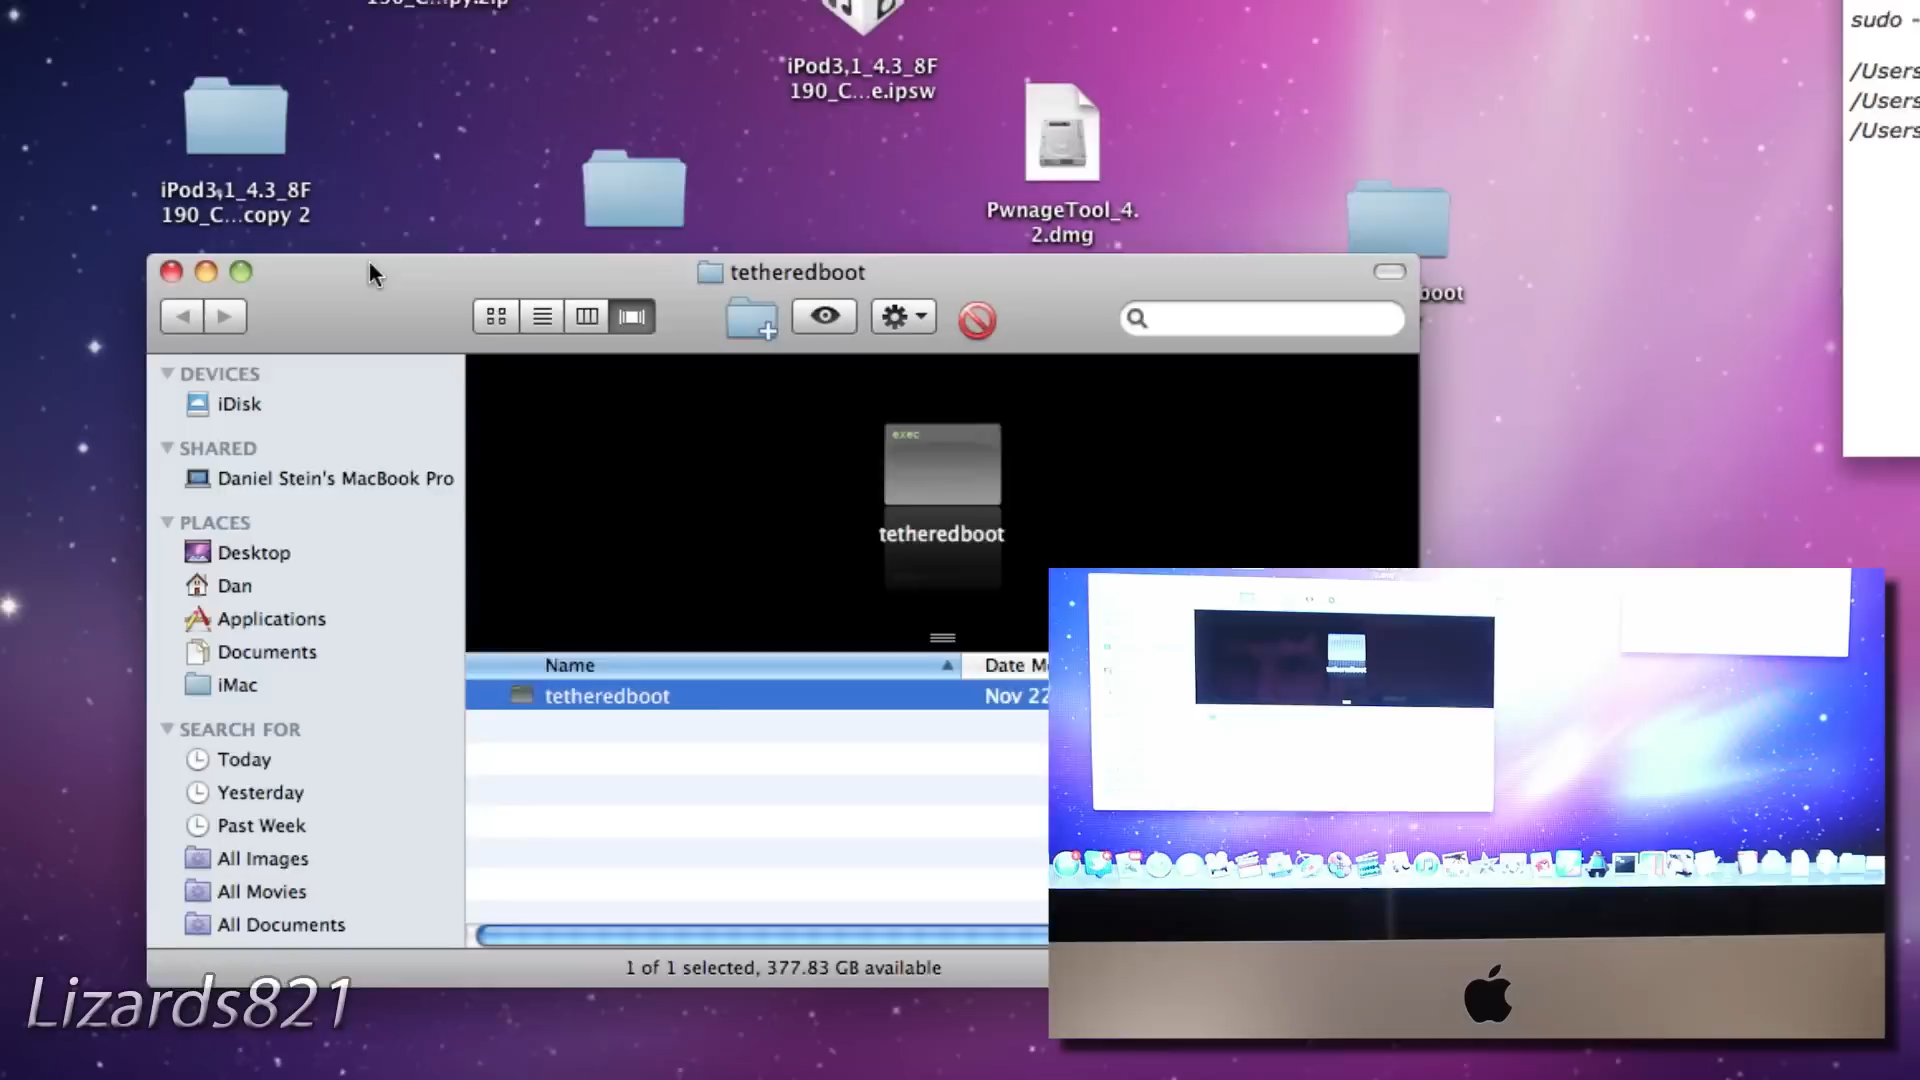 sudo -
iPod3,1_4.3_8F
190_C...e.ipsw
/Users
/Users
/Users
iPod3,1_4.3_8F
190_C...copy 2
PwnageTool_4.
2.dmg
tetheredboot
boot
DEVICES
iDisk
SHARED
Daniel Stein's MacBook Pro
PLACES
Desktop
Dan
Applications
Documents
iMac
SEARCH FOR
Today
Yesterday
Past Week
All Images
All Movies
All Documents
exec
tetheredboot
Name
Date M
tetheredboot
Nov 22
1 of 1 selected, 377.83 GB available
Lizards821